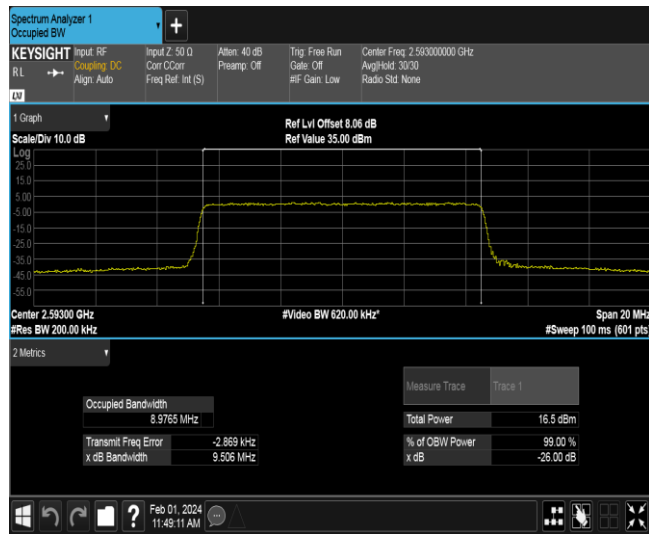 Spectrum Analyzer 1
Occupied BW
+
KEYSIGHT
R L
LXI
Input: RF
Coupling: DC
Align: Auto
Input Z: 50 Ω
Corr CCorr
Freq Ref: Int (S)
Atten: 40 dB
Preamp: Off
Trig: Free Run
Gate: Off
#IF Gain: Low
Center Freq: 2.593000000 GHz
Avg|Hold: 30/30
Radio Std: None
1 Graph
Scale/Div 10.0 dB
Ref Lvl Offset 8.06 dB
Ref Value 35.00 dBm
Log
25.0
15.0
5.00
-5.00
-15.0
-25.0
-35.0
-45.0
-55.0
Center 2.59300 GHz
#Res BW 200.00 kHz
#Video BW 620.00 kHz*
Span 20 MHz
#Sweep 100 ms (601 pts)
2 Metrics
Measure Trace Trace 1
Occupied Bandwidth
8.9765 MHz
Total Power 16.5 dBm
Transmit Freq Error -2.869 kHz
% of OBW Power 99.00 %
x dB Bandwidth 9.506 MHz
x dB -26.00 dB
?
Feb 01, 2024
11:49:11 AM